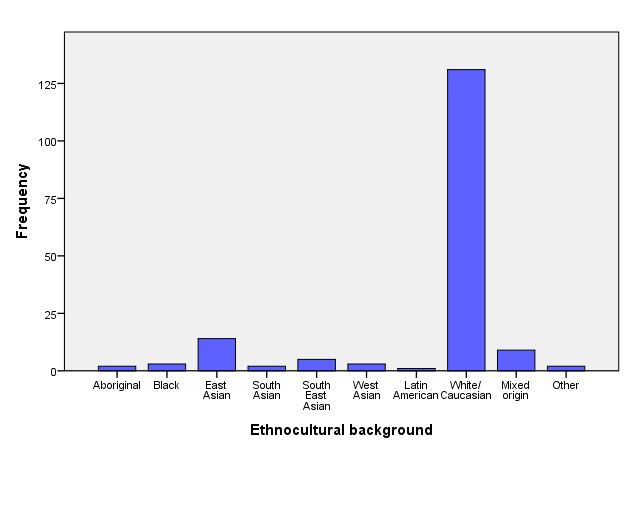 Frequency
125
100
75
50
25
0
Aboriginal
Black
East
Asian
South
Asian
South
East
Asian
West
Asian
Latin
American
White/
Caucasian
Mixed
origin
Other
Ethnocultural background